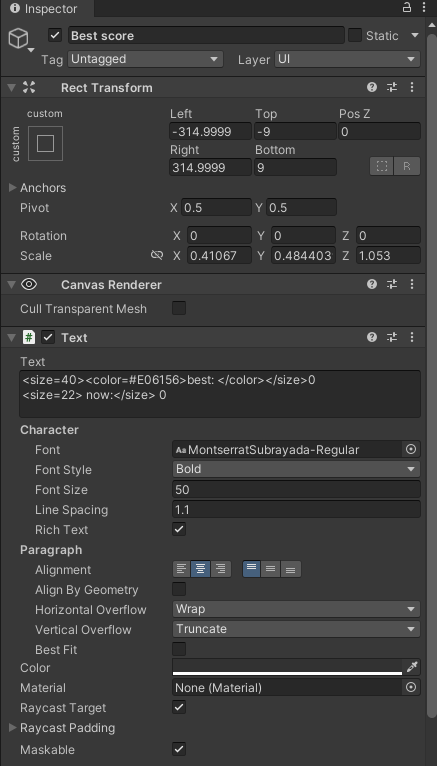 Inspector
Best score Static
Tag Untagged Layer UI
Rect Transform
custom Left Top Pos Z
custom -314.9999 -9 0
Right Bottom
314.9999 9 R
Anchors
Pivot X 0.5 Y 0.5
Rotation X 0 Y 0 Z 0
Scale X 0.41067 Y 0.484403 Z 1.053
Canvas Renderer
Cull Transparent Mesh
# Text
Text
<size=40><color=#E06156>best: </color></size>0
<size=22> now:</size> 0
Character
Font Aa MontserratSubrayada-Regular
Font Style Bold
Font Size 50
Line Spacing 1.1
Rich Text
Paragraph
Alignment
Align By Geometry
Horizontal Overflow Wrap
Vertical Overflow Truncate
Best Fit
Color
Material None (Material)
Raycast Target
Raycast Padding
Maskable